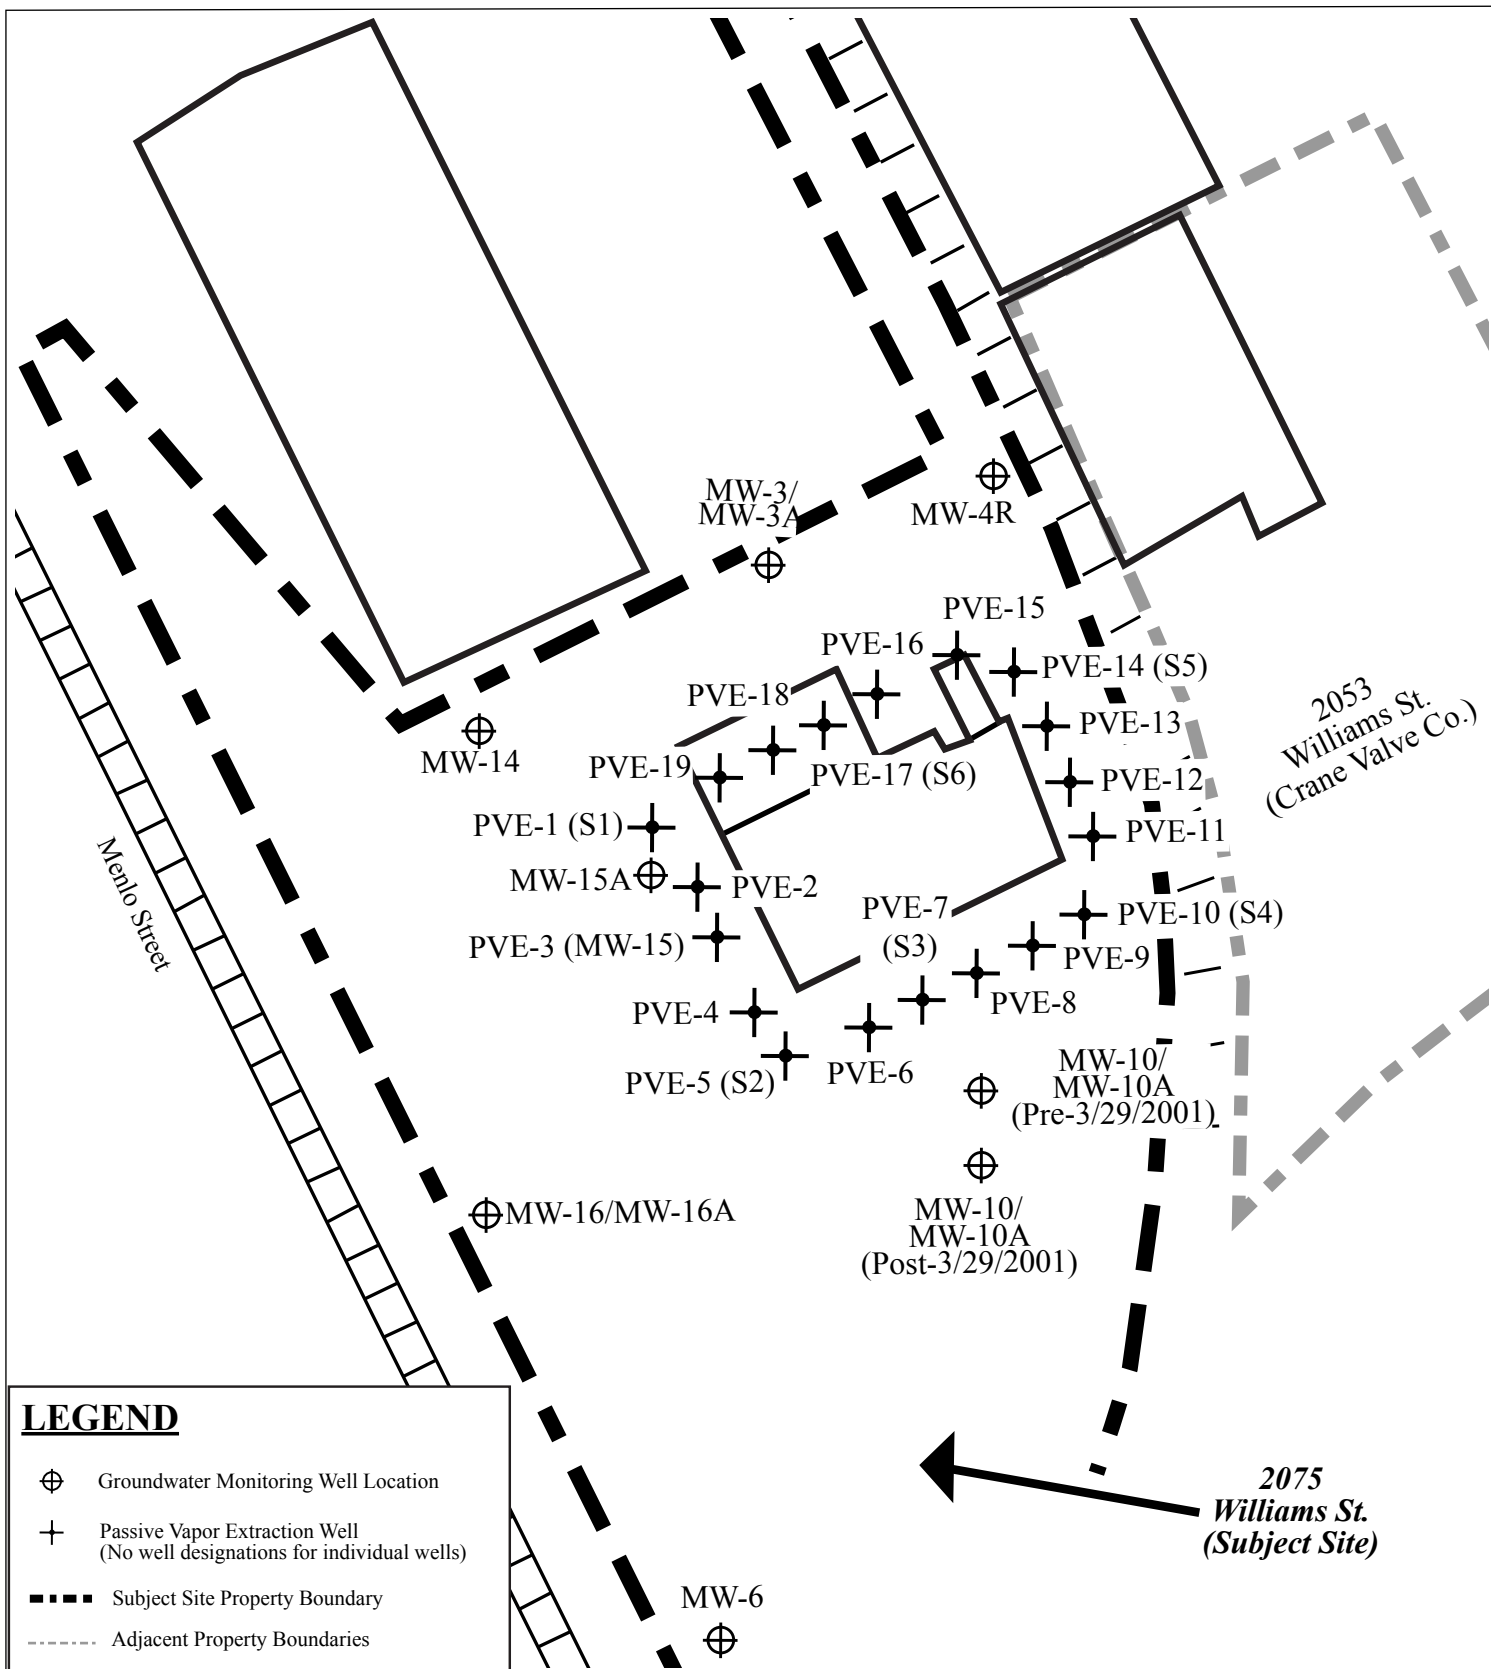 MW-3/
MW-3A
MW-4R
PVE-15
PVE-16
PVE-14 (S5)
PVE-18
PVE-13
MW-14
PVE-19
PVE-17 (S6)
PVE-12
2053
Williams St.
(Crane Valve Co.)
PVE-1 (S1)
PVE-11
Menlo Street
MW-15A
PVE-2
PVE-7
(S3)
PVE-10 (S4)
PVE-3 (MW-15)
PVE-9
PVE-8
PVE-4
PVE-5 (S2)
PVE-6
MW-10/
MW-10A
(Pre-3/29/2001)
MW-16/MW-16A
MW-10/
MW-10A
(Post-3/29/2001)
LEGEND
Groundwater Monitoring Well Location
Passive Vapor Extraction Well
(No well designations for individual wells)
Subject Site Property Boundary
Adjacent Property Boundaries
2075
Williams St.
(Subject Site)
MW-6